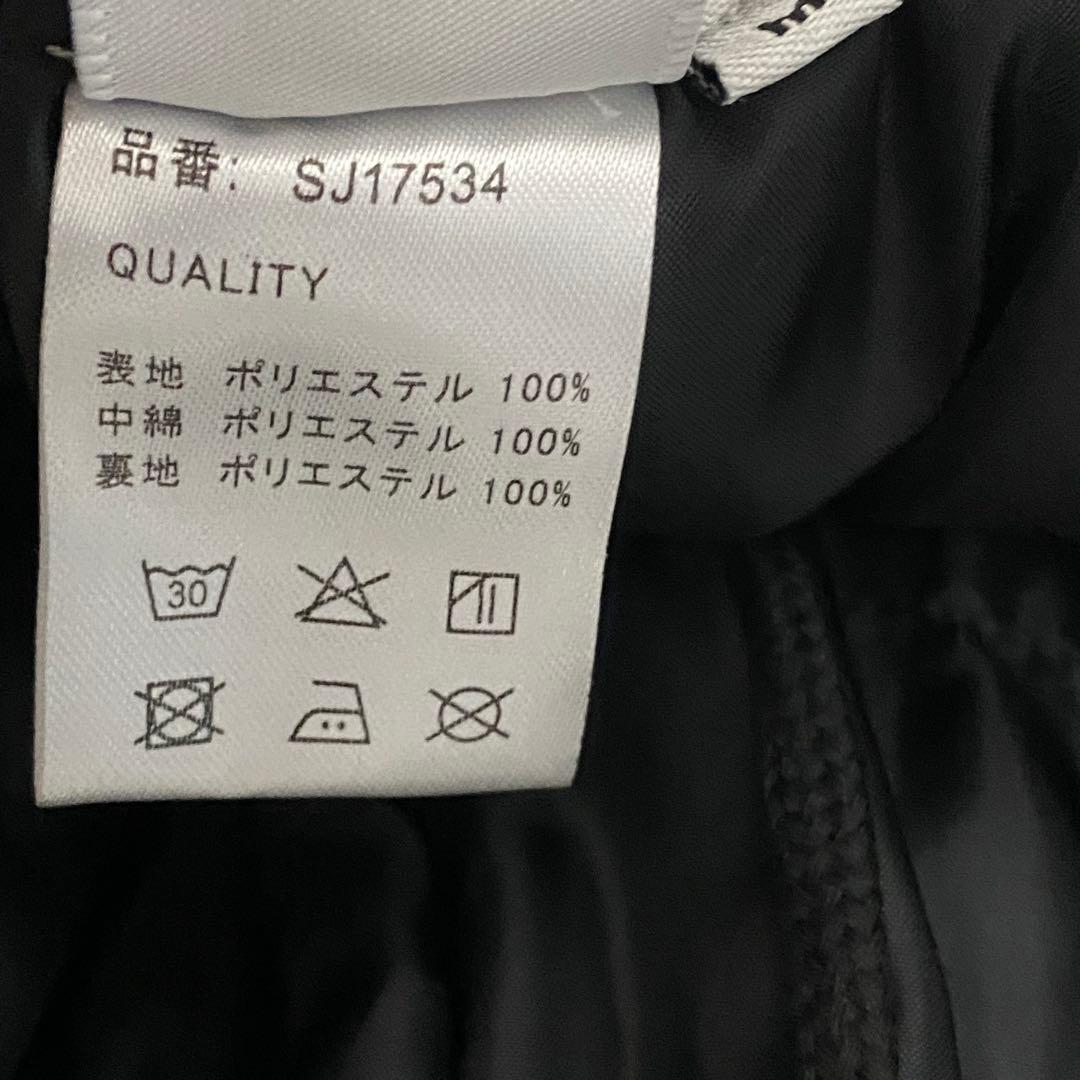 品番: SJ17534
QUALITY
表地 ポリエステル 100%
中綿 ポリエステル 100%
裏地 ポリエステル 100%
30